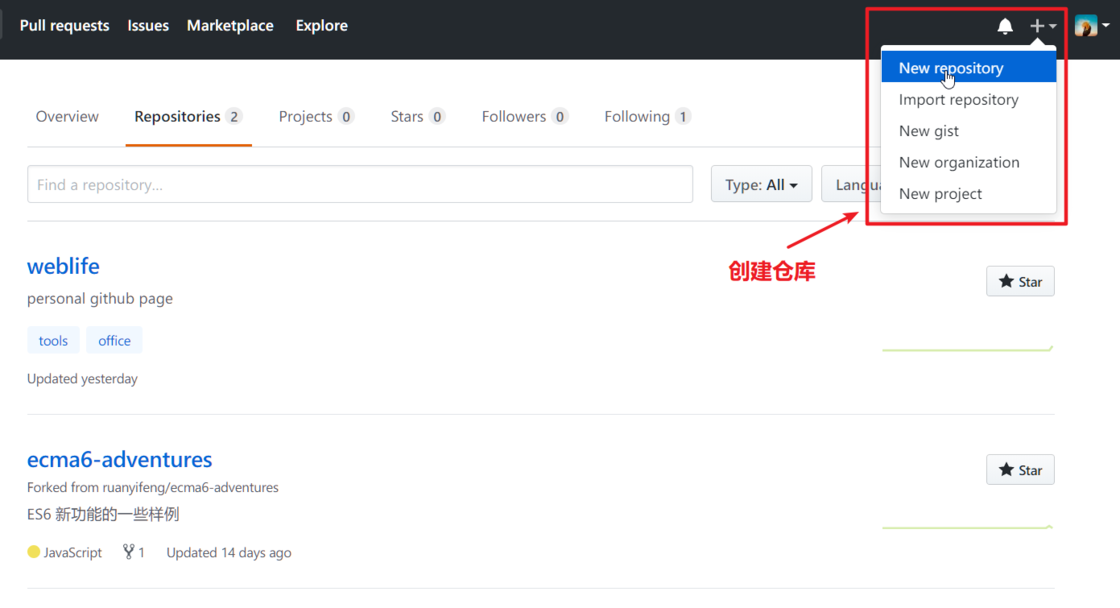 Pull requests Issues Marketplace Explore
New repository
Import repository
New gist
New organization
New project
Overview Repositories 2 Projects 0 Stars 0 Followers 0 Following 1
Find a repository... Type: All
创建仓库
weblife
Star
personal github page
tools office
Updated yesterday
ecma6-adventures
Star
Forked from ruanyifeng/ecma6-adventures
ES6 新功能的一些样例
JavaScript 1 Updated 14 days ago